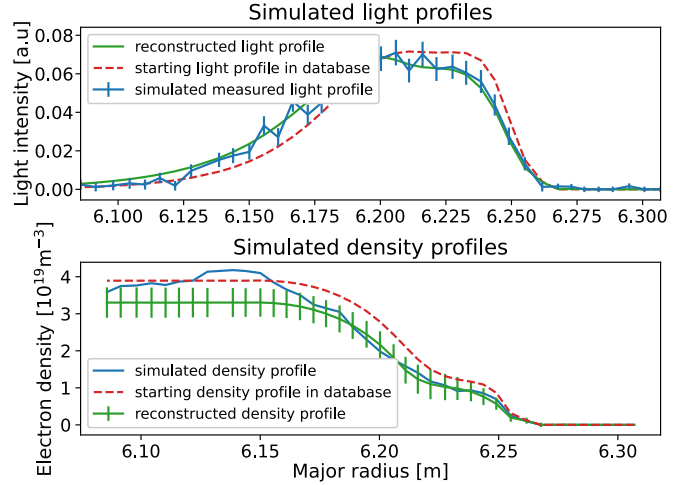 Simulated light profiles
Light intensity [a.u]
0.08
0.06
0.04
0.02
0.00
reconstructed light profile
starting light profile in database
simulated measured light profile
6.100 6.125 6.150 6.175 6.200 6.225 6.250 6.275 6.300
Simulated density profiles
Electron density [10¹⁹m⁻³]
4
3
2
1
0
simulated density profile
starting density profile in database
reconstructed density profile
6.10 6.15 6.20 6.25 6.30
Major radius [m]